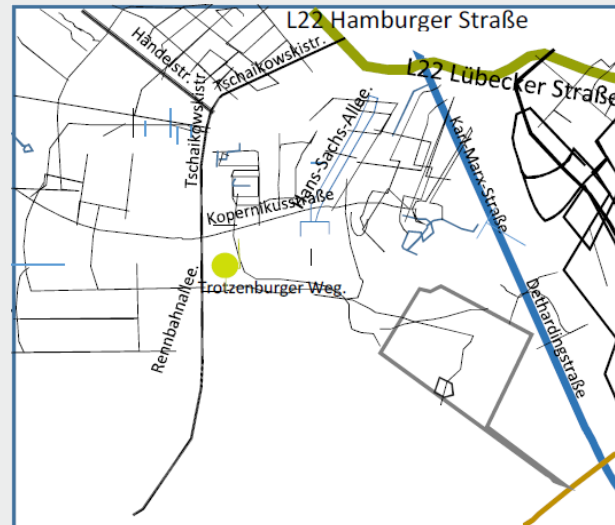 L22 Hamburger Straße
Händelstr.
Tschaikowskistr.
L22 Lübecker Straße
Tschaikowskistr.
Hans-Sachs-Allee.
Karl-Marx-Straße
Kopernikusstraße
Trotzenburger Weg.
Rennbahnallee.
Dethardingstraße